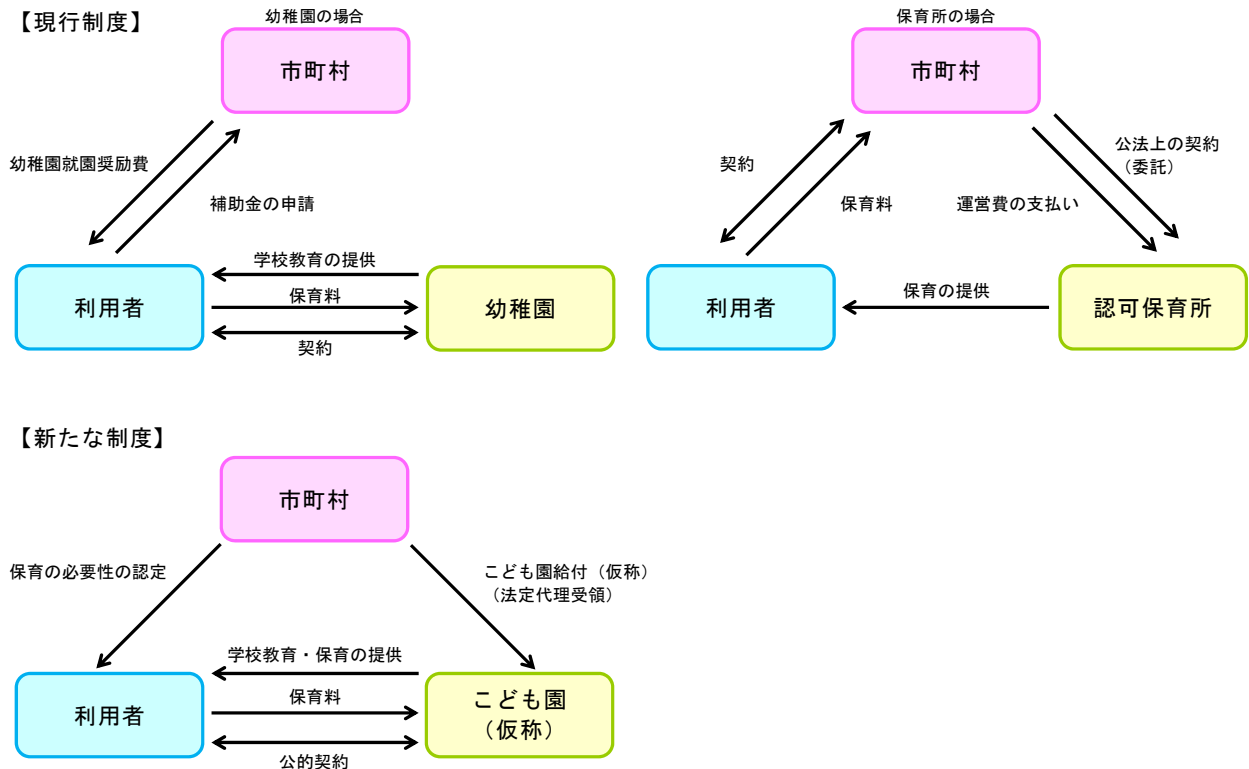 【現行制度】
幼稚園の場合
市町村
幼稚園就園奨励費
補助金の申請
利用者
学校教育の提供
保育料
契約
幼稚園
保育所の場合
市町村
契約
保育料
運営費の支払い
公法上の契約
（委託）
利用者
保育の提供
認可保育所
【新たな制度】
市町村
保育の必要性の認定
こども園給付（仮称）
（法定代理受領）
利用者
学校教育・保育の提供
保育料
公的契約
こども園
（仮称）